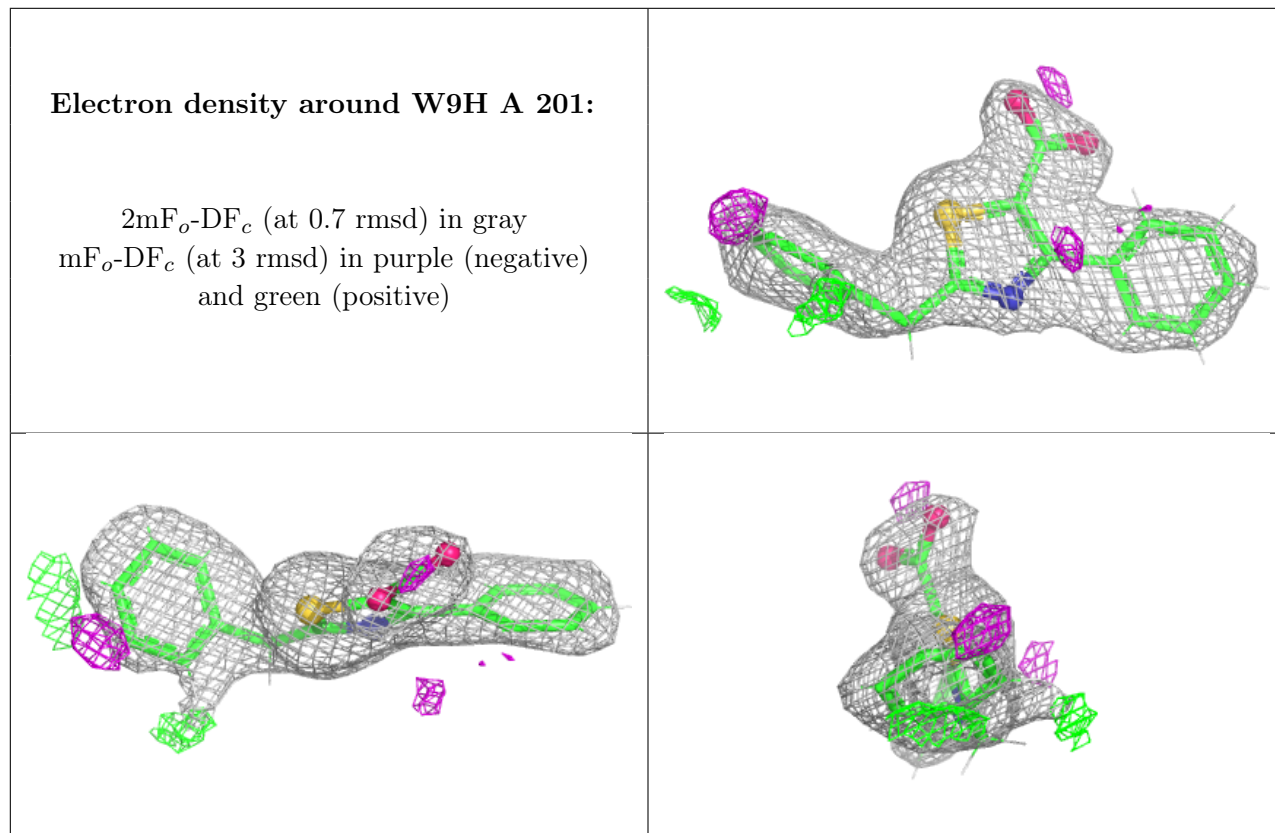 Electron density around W9H A 201:
2mFo-DFc (at 0.7 rmsd) in gray
mFo-DFc (at 3 rmsd) in purple (negative)
and green (positive)